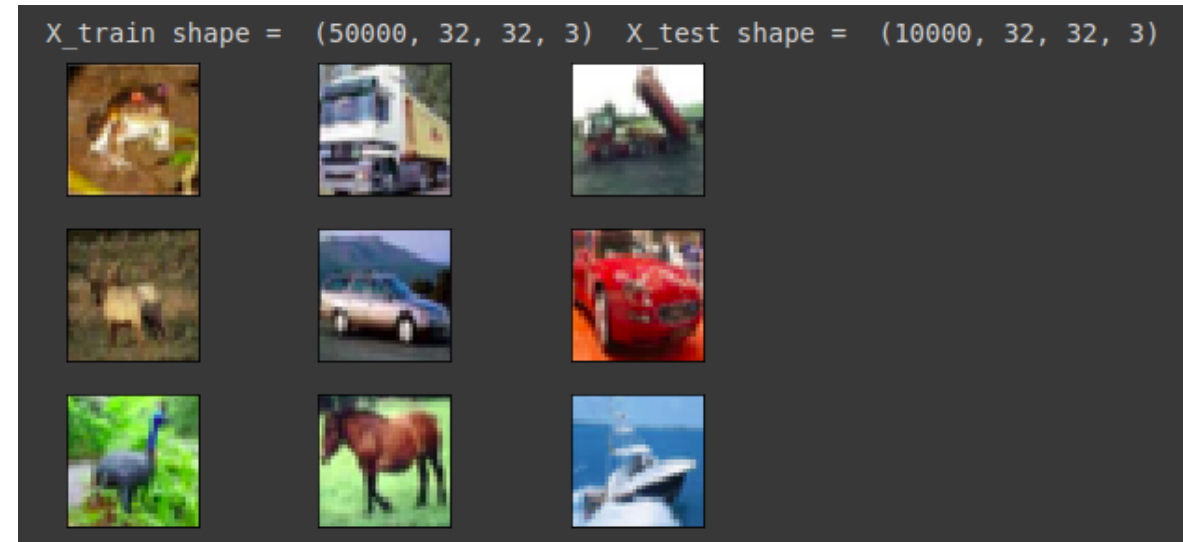 X_train shape =  (50000, 32, 32, 3)  X_test shape =  (10000, 32, 32, 3)